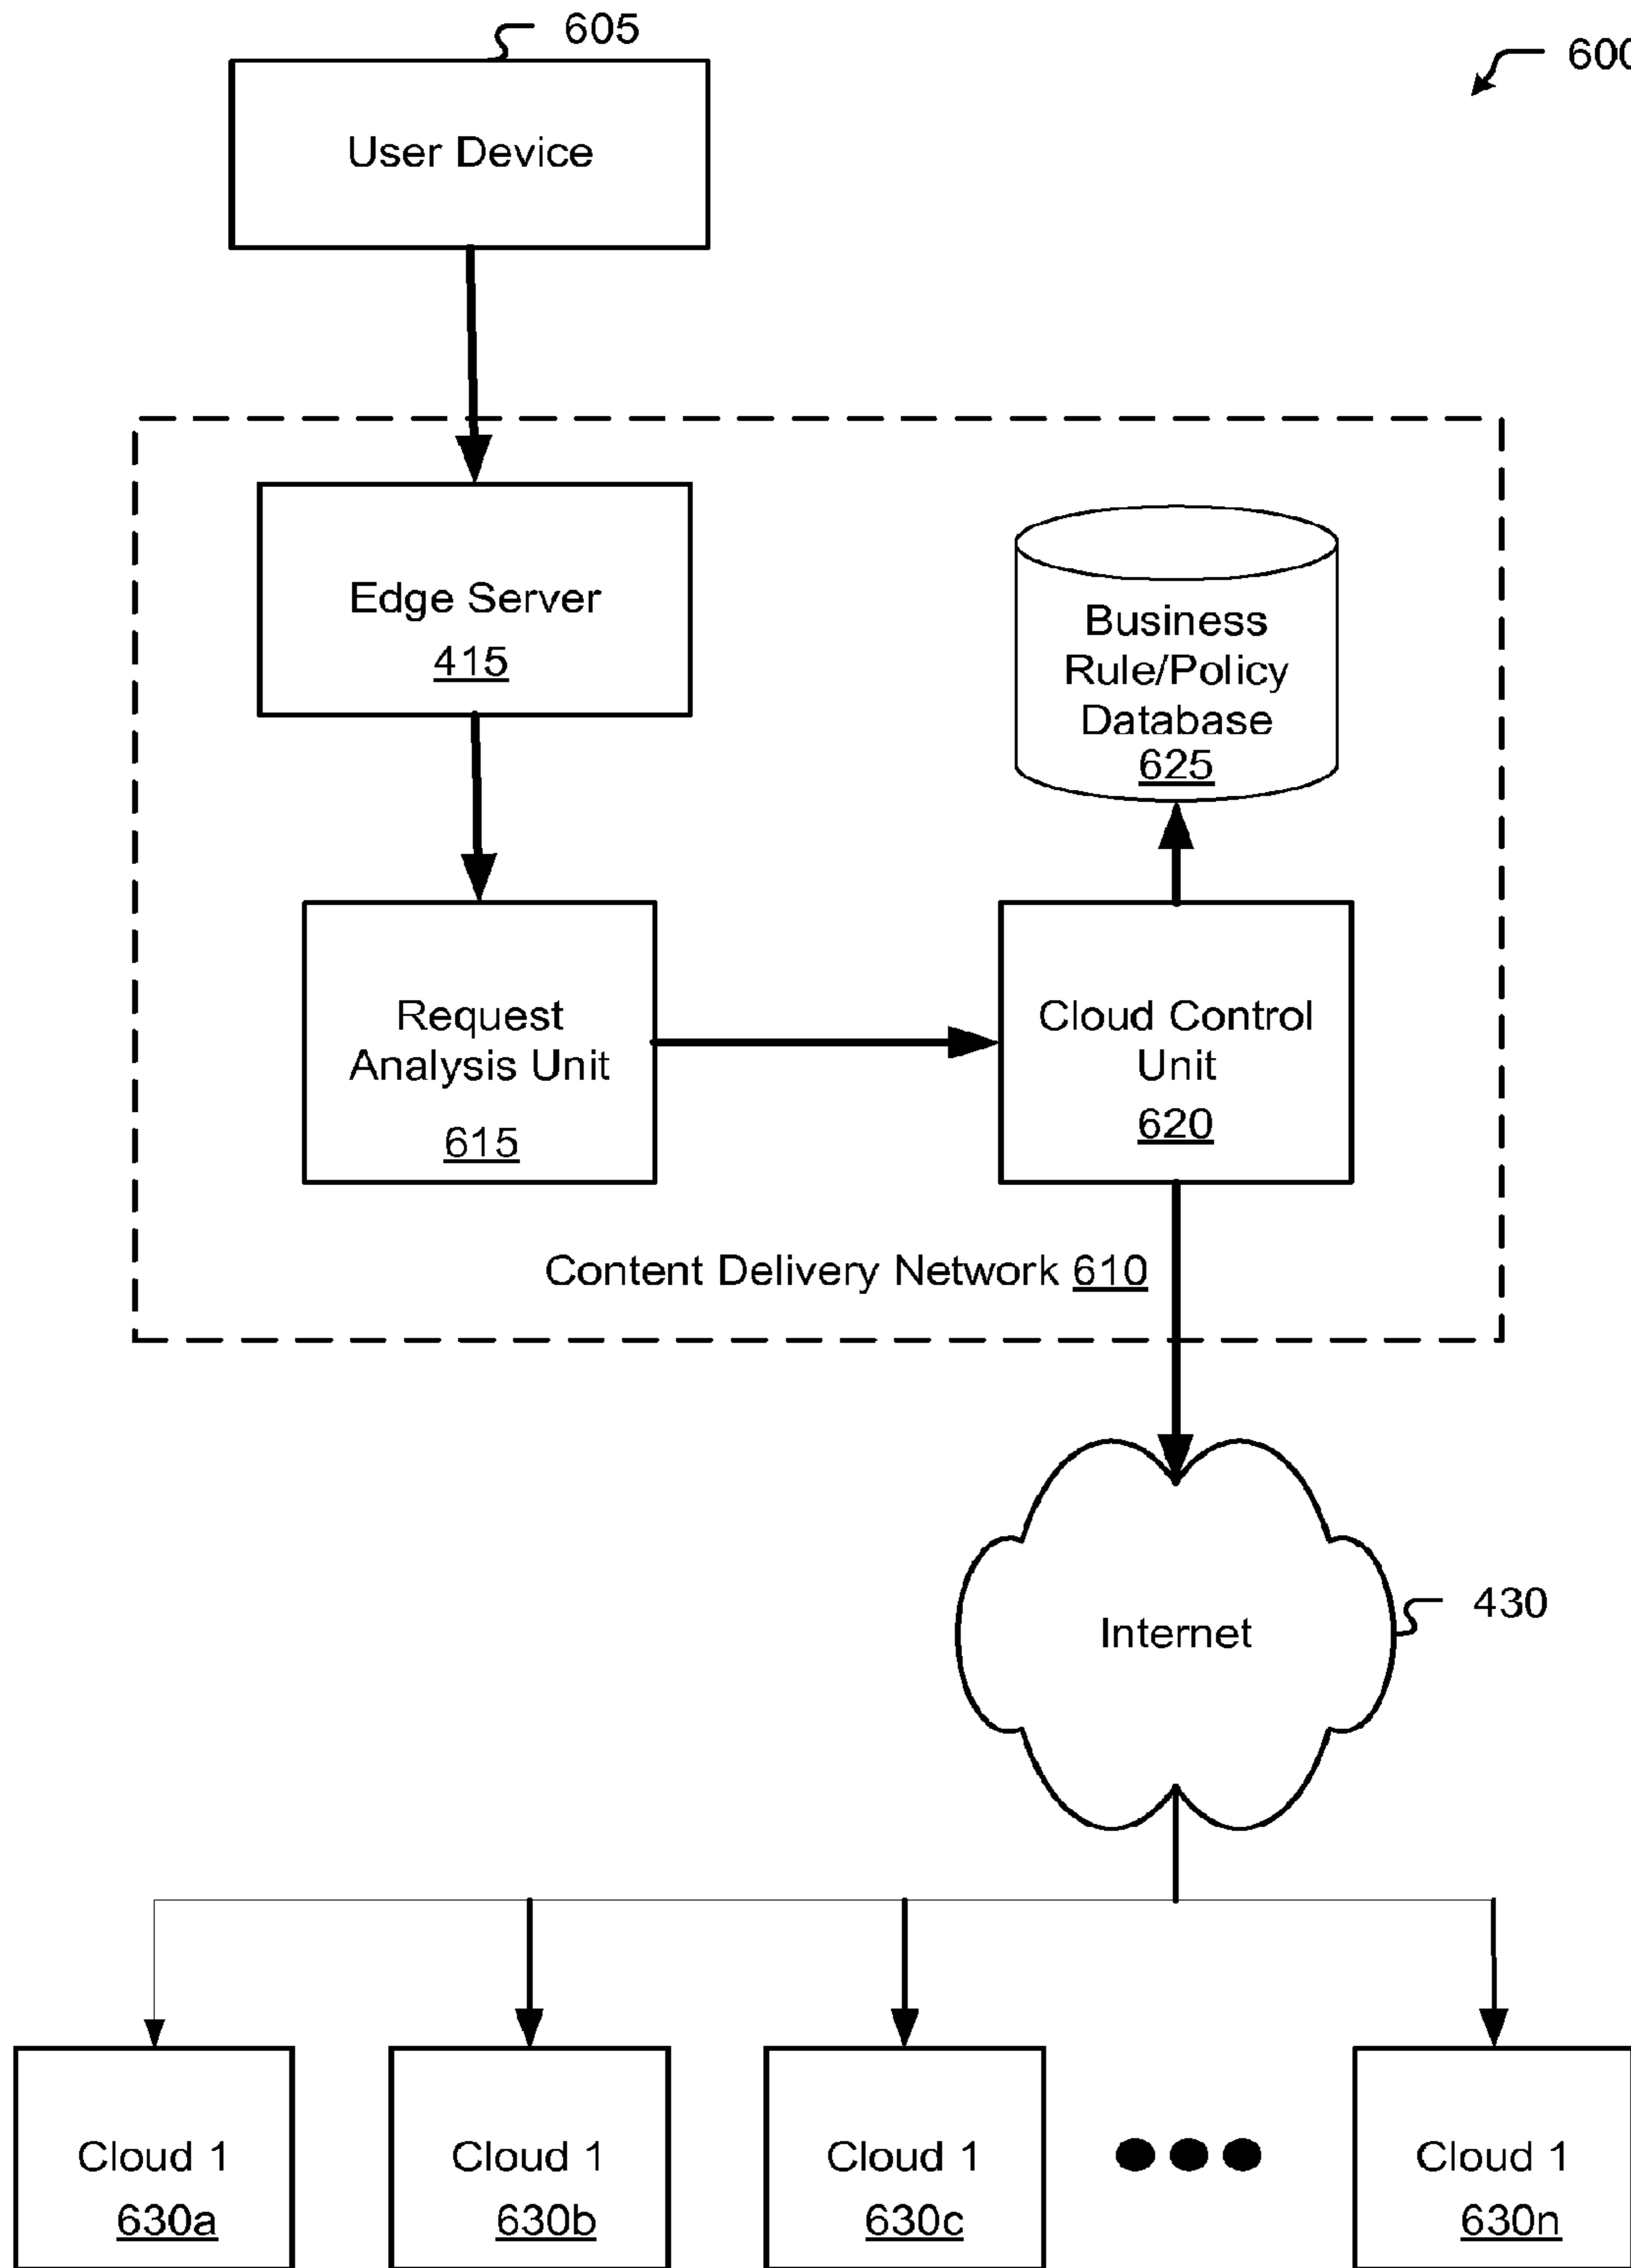 605
600
User Device
Edge Server
415
Business
Rule/Policy
Database
625
Request
Analysis Unit
615
Cloud Control
Unit
620
Content Delivery Network 610
Internet
430
Cloud 1
630a
Cloud 1
630b
Cloud 1
630c
Cloud 1
630n